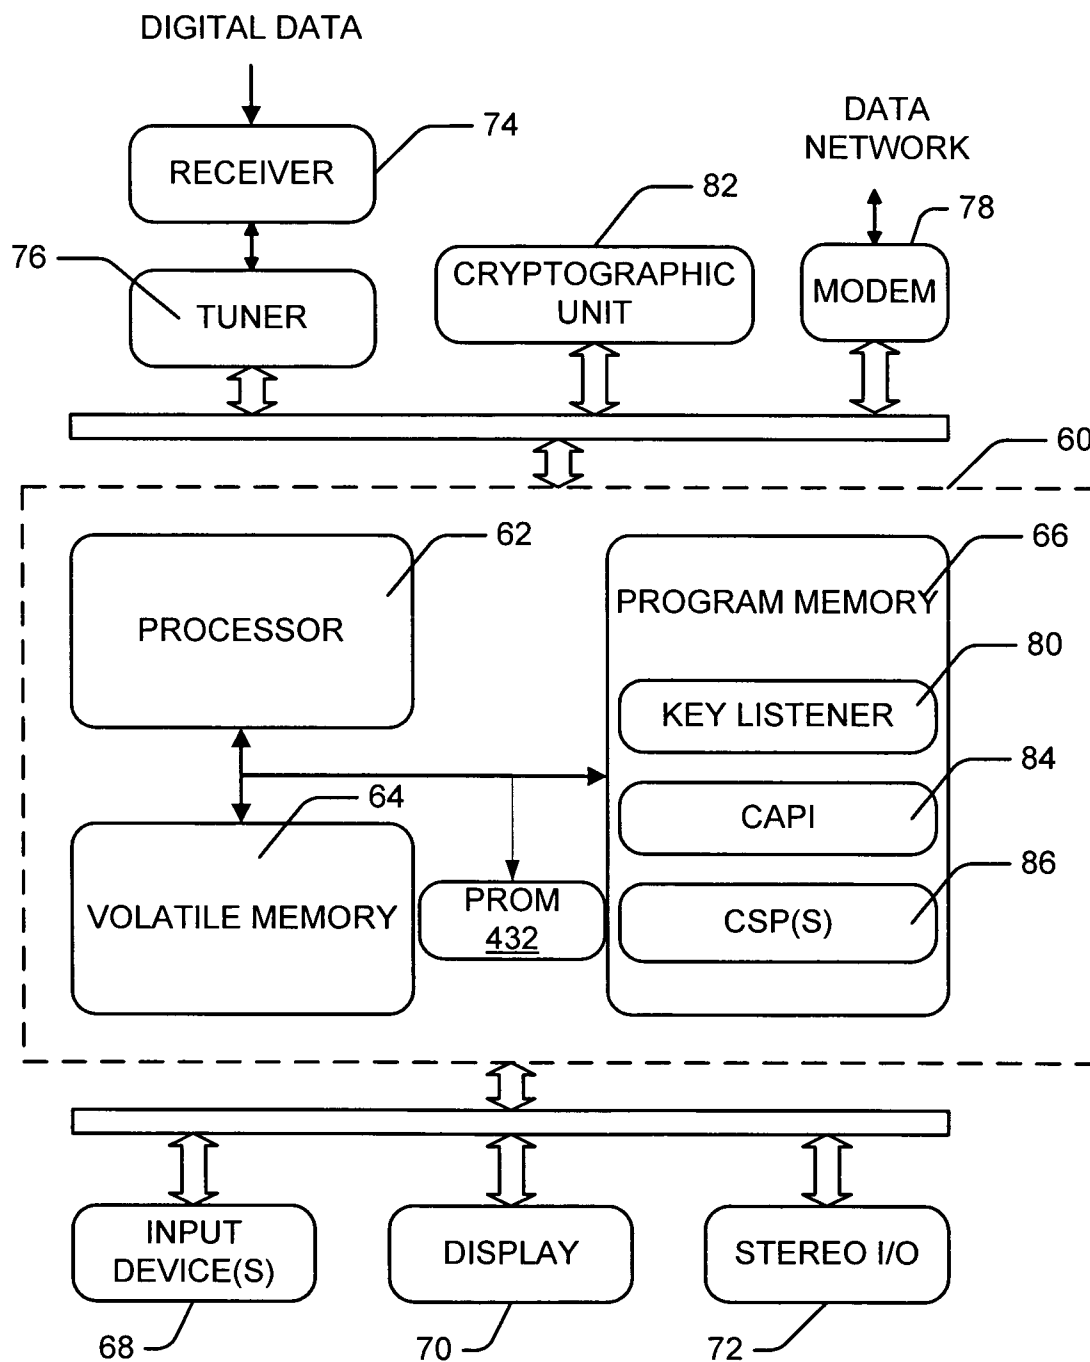 DIGITAL DATA
RECEIVER
74
DATA
NETWORK
82
78
76
TUNER
CRYPTOGRAPHIC
UNIT
MODEM
60
62
66
PROCESSOR
PROGRAM MEMORY
80
KEY LISTENER
64
84
CAPI
VOLATILE MEMORY
PROM
432
86
CSP(S)
INPUT
DEVICE(S)
DISPLAY
STEREO I/O
68
70
72